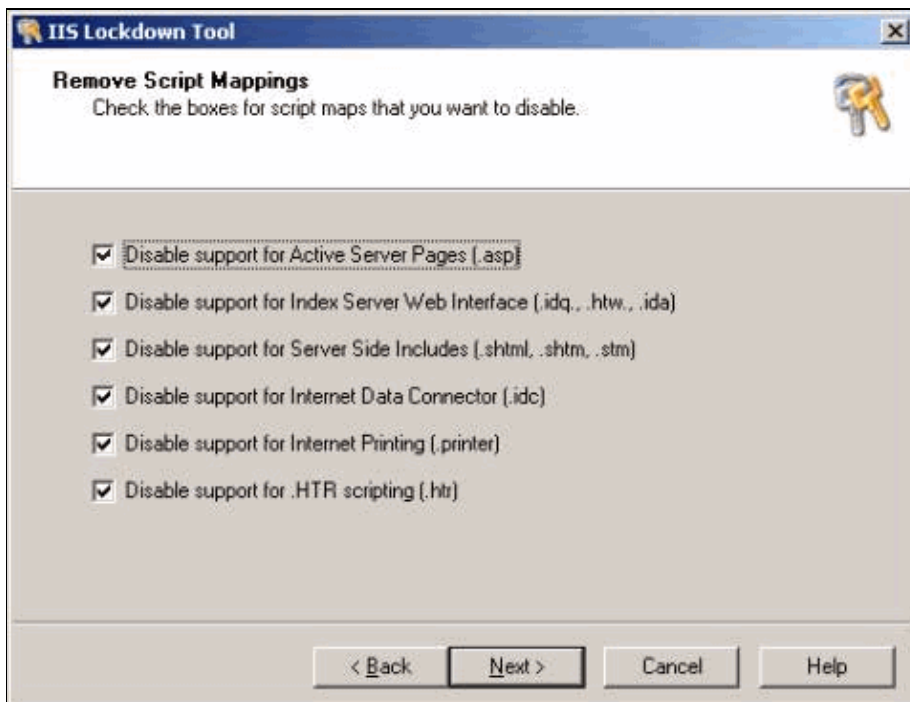 IIS Lockdown Tool
Remove Script Mappings
Check the boxes for script maps that you want to disable.
Disable support for Active Server Pages (.asp)
Disable support for Index Server Web Interface (.idq., .htw., .ida)
Disable support for Server Side Includes (.shtml, .shtm, .stm)
Disable support for Internet Data Connector (.idc)
Disable support for Internet Printing (.printer)
Disable support for .HTR scripting (.htr)
< Back
Next >
Cancel
Help